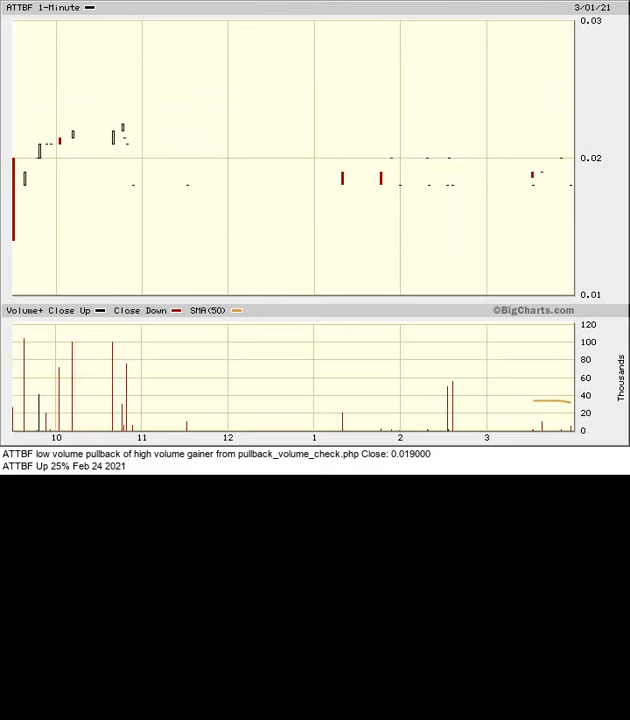 ATTBF 1-Minute 3/01/21
0.03
0.02
0.01
Volume+ Close Up Close Down SMA(50) ©BigCharts.com
120
100
80
60
40
20
0
Thousands
10 11 12 1 2 3
ATTBF low volume pullback of high volume gainer from pullback_volume_check.php Close: 0.019000
ATTBF Up 25% Feb 24 2021